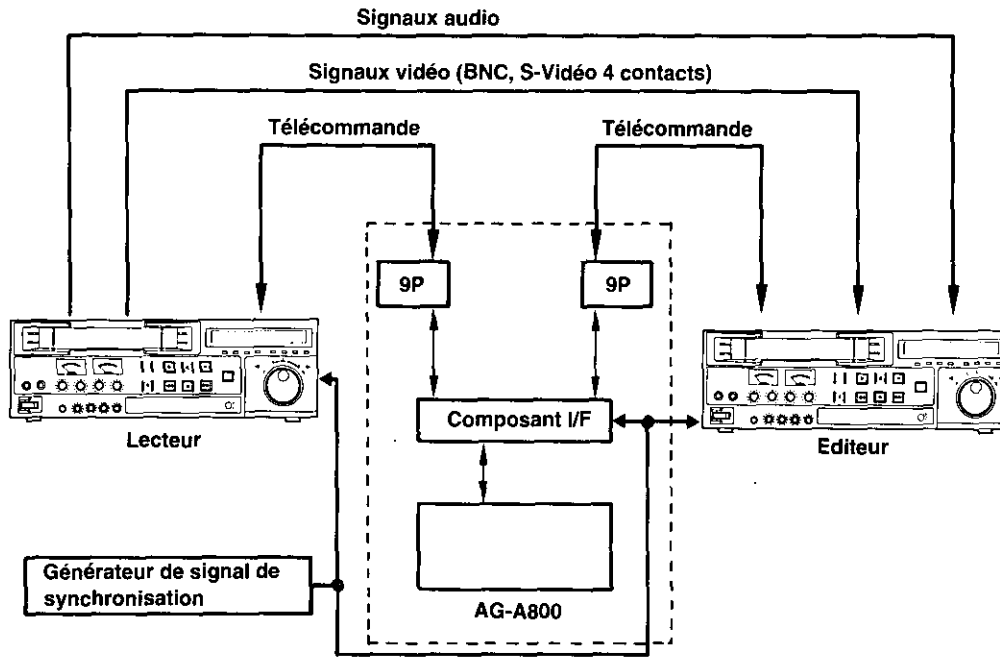 Signaux audio
Signaux vidéo (BNC, S-Vidéo 4 contacts)
Télécommande
Télécommande
9P
9P
Composant I/F
Lecteur
Editeur
Générateur de signal de
synchronisation
AG-A800